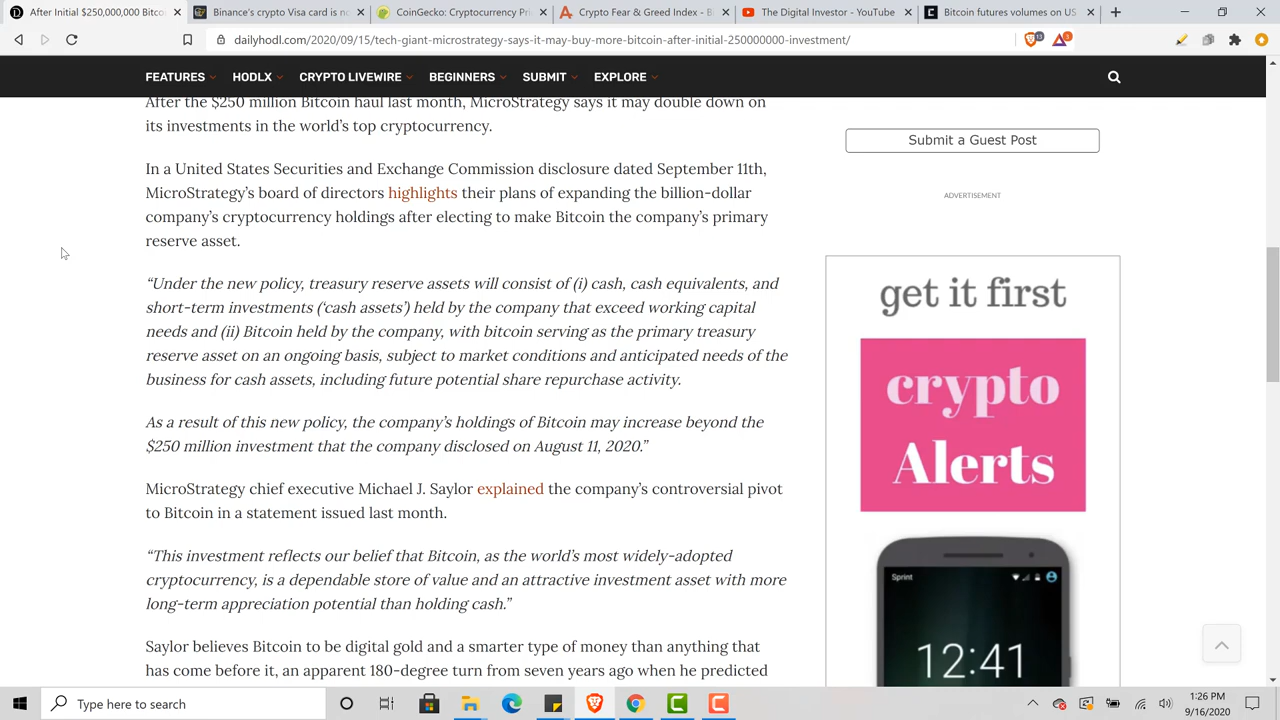 After Initial $250,000,000 Bitco
Binance's crypto Visa card is no
CoinGecko: Cryptocurrency Pri
Crypto Fear & Greed Index - B
The Digital Investor - YouTube
Bitcoin futures volumes on US
dailyhodl.com/2020/09/15/tech-giant-microstrategy-says-it-may-buy-more-bitcoin-after-initial-250000000-investment/
FEATURES HODLX CRYPTO LIVEWIRE BEGINNERS SUBMIT EXPLORE
After the $250 million Bitcoin haul last month, MicroStrategy says it may double down on
its investments in the world's top cryptocurrency.
In a United States Securities and Exchange Commission disclosure dated September 11th,
MicroStrategy's board of directors highlights their plans of expanding the billion-dollar
company's cryptocurrency holdings after electing to make Bitcoin the company's primary
reserve asset.
“Under the new policy, treasury reserve assets will consist of (i) cash, cash equivalents, and
short-term investments (‘cash assets’) held by the company that exceed working capital
needs and (ii) Bitcoin held by the company, with bitcoin serving as the primary treasury
reserve asset on an ongoing basis, subject to market conditions and anticipated needs of the
business for cash assets, including future potential share repurchase activity.
As a result of this new policy, the company's holdings of Bitcoin may increase beyond the
$250 million investment that the company disclosed on August 11, 2020.”
MicroStrategy chief executive Michael J. Saylor explained the company's controversial pivot
to Bitcoin in a statement issued last month.
“This investment reflects our belief that Bitcoin, as the world's most widely-adopted
cryptocurrency, is a dependable store of value and an attractive investment asset with more
long-term appreciation potential than holding cash.”
Saylor believes Bitcoin to be digital gold and a smarter type of money than anything that
has come before it, an apparent 180-degree turn from seven years ago when he predicted
Submit a Guest Post
ADVERTISEMENT
get it first
crypto
Alerts
Sprint
12:41
Type here to search
1:26 PM
9/16/2020